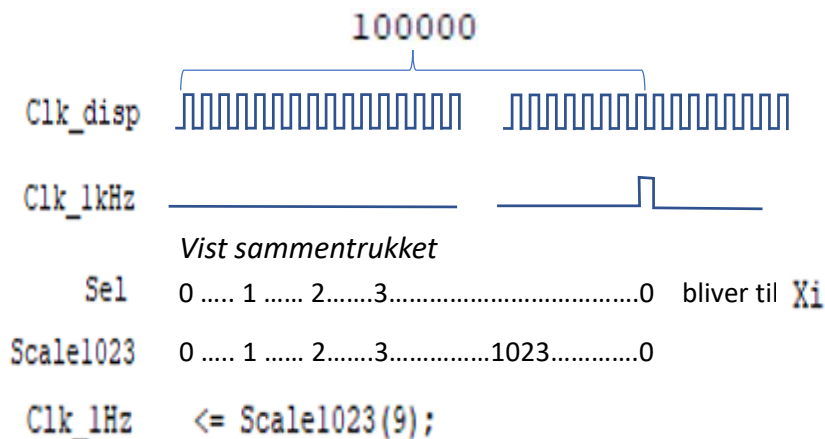 100000
Clk_disp
Clk_1kHz
Vist sammentrukket
Sel 0 ..... 1 ...... 2.......3.............................................0 bliver til Xi
Scale1023 0 ..... 1 ...... 2.......3..................1023.............0
Clk_1Hz <= Scale1023(9);